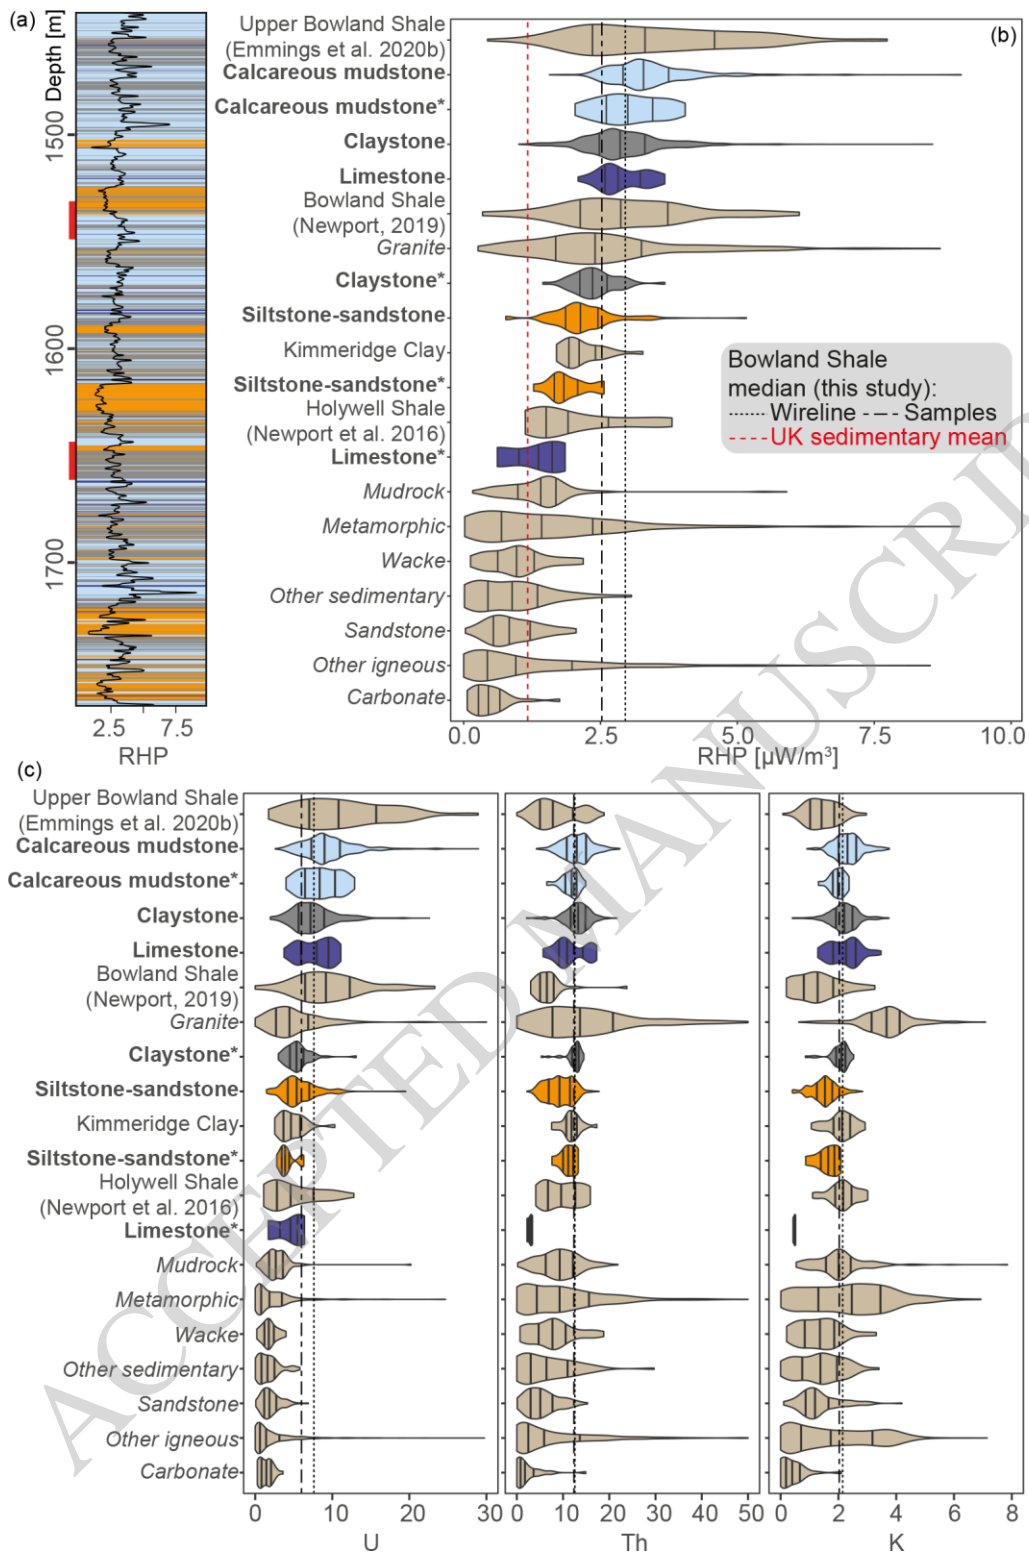 (a)
Depth [m]
1500
1600
1700
2.5 7.5
RHP
(b)
Upper Bowland Shale
(Emmings et al. 2020b)
Calcareous mudstone
Calcareous mudstone*
Claystone
Limestone
Bowland Shale
(Newport, 2019)
Granite
Claystone*
Siltstone-sandstone
Kimmeridge Clay
Siltstone-sandstone*
Holywell Shale
(Newport et al. 2016)
Limestone*
Mudrock
Metamorphic
Wacke
Other sedimentary
Sandstone
Other igneous
Carbonate
Bowland Shale
median (this study):
Wireline Samples
UK sedimentary mean
0.0 2.5 5.0 7.5 10.0
RHP [µW/m³]
(c)
Upper Bowland Shale
(Emmings et al. 2020b)
Calcareous mudstone
Calcareous mudstone*
Claystone
Limestone
Bowland Shale
(Newport, 2019)
Granite
Claystone*
Siltstone-sandstone
Kimmeridge Clay
Siltstone-sandstone*
Holywell Shale
(Newport et al. 2016)
Limestone*
Mudrock
Metamorphic
Wacke
Other sedimentary
Sandstone
Other igneous
Carbonate
0 10 20 30 0 10 20 30 50 0 2 4 6 8
U Th K
ACCEPTED MANUSCRIPT